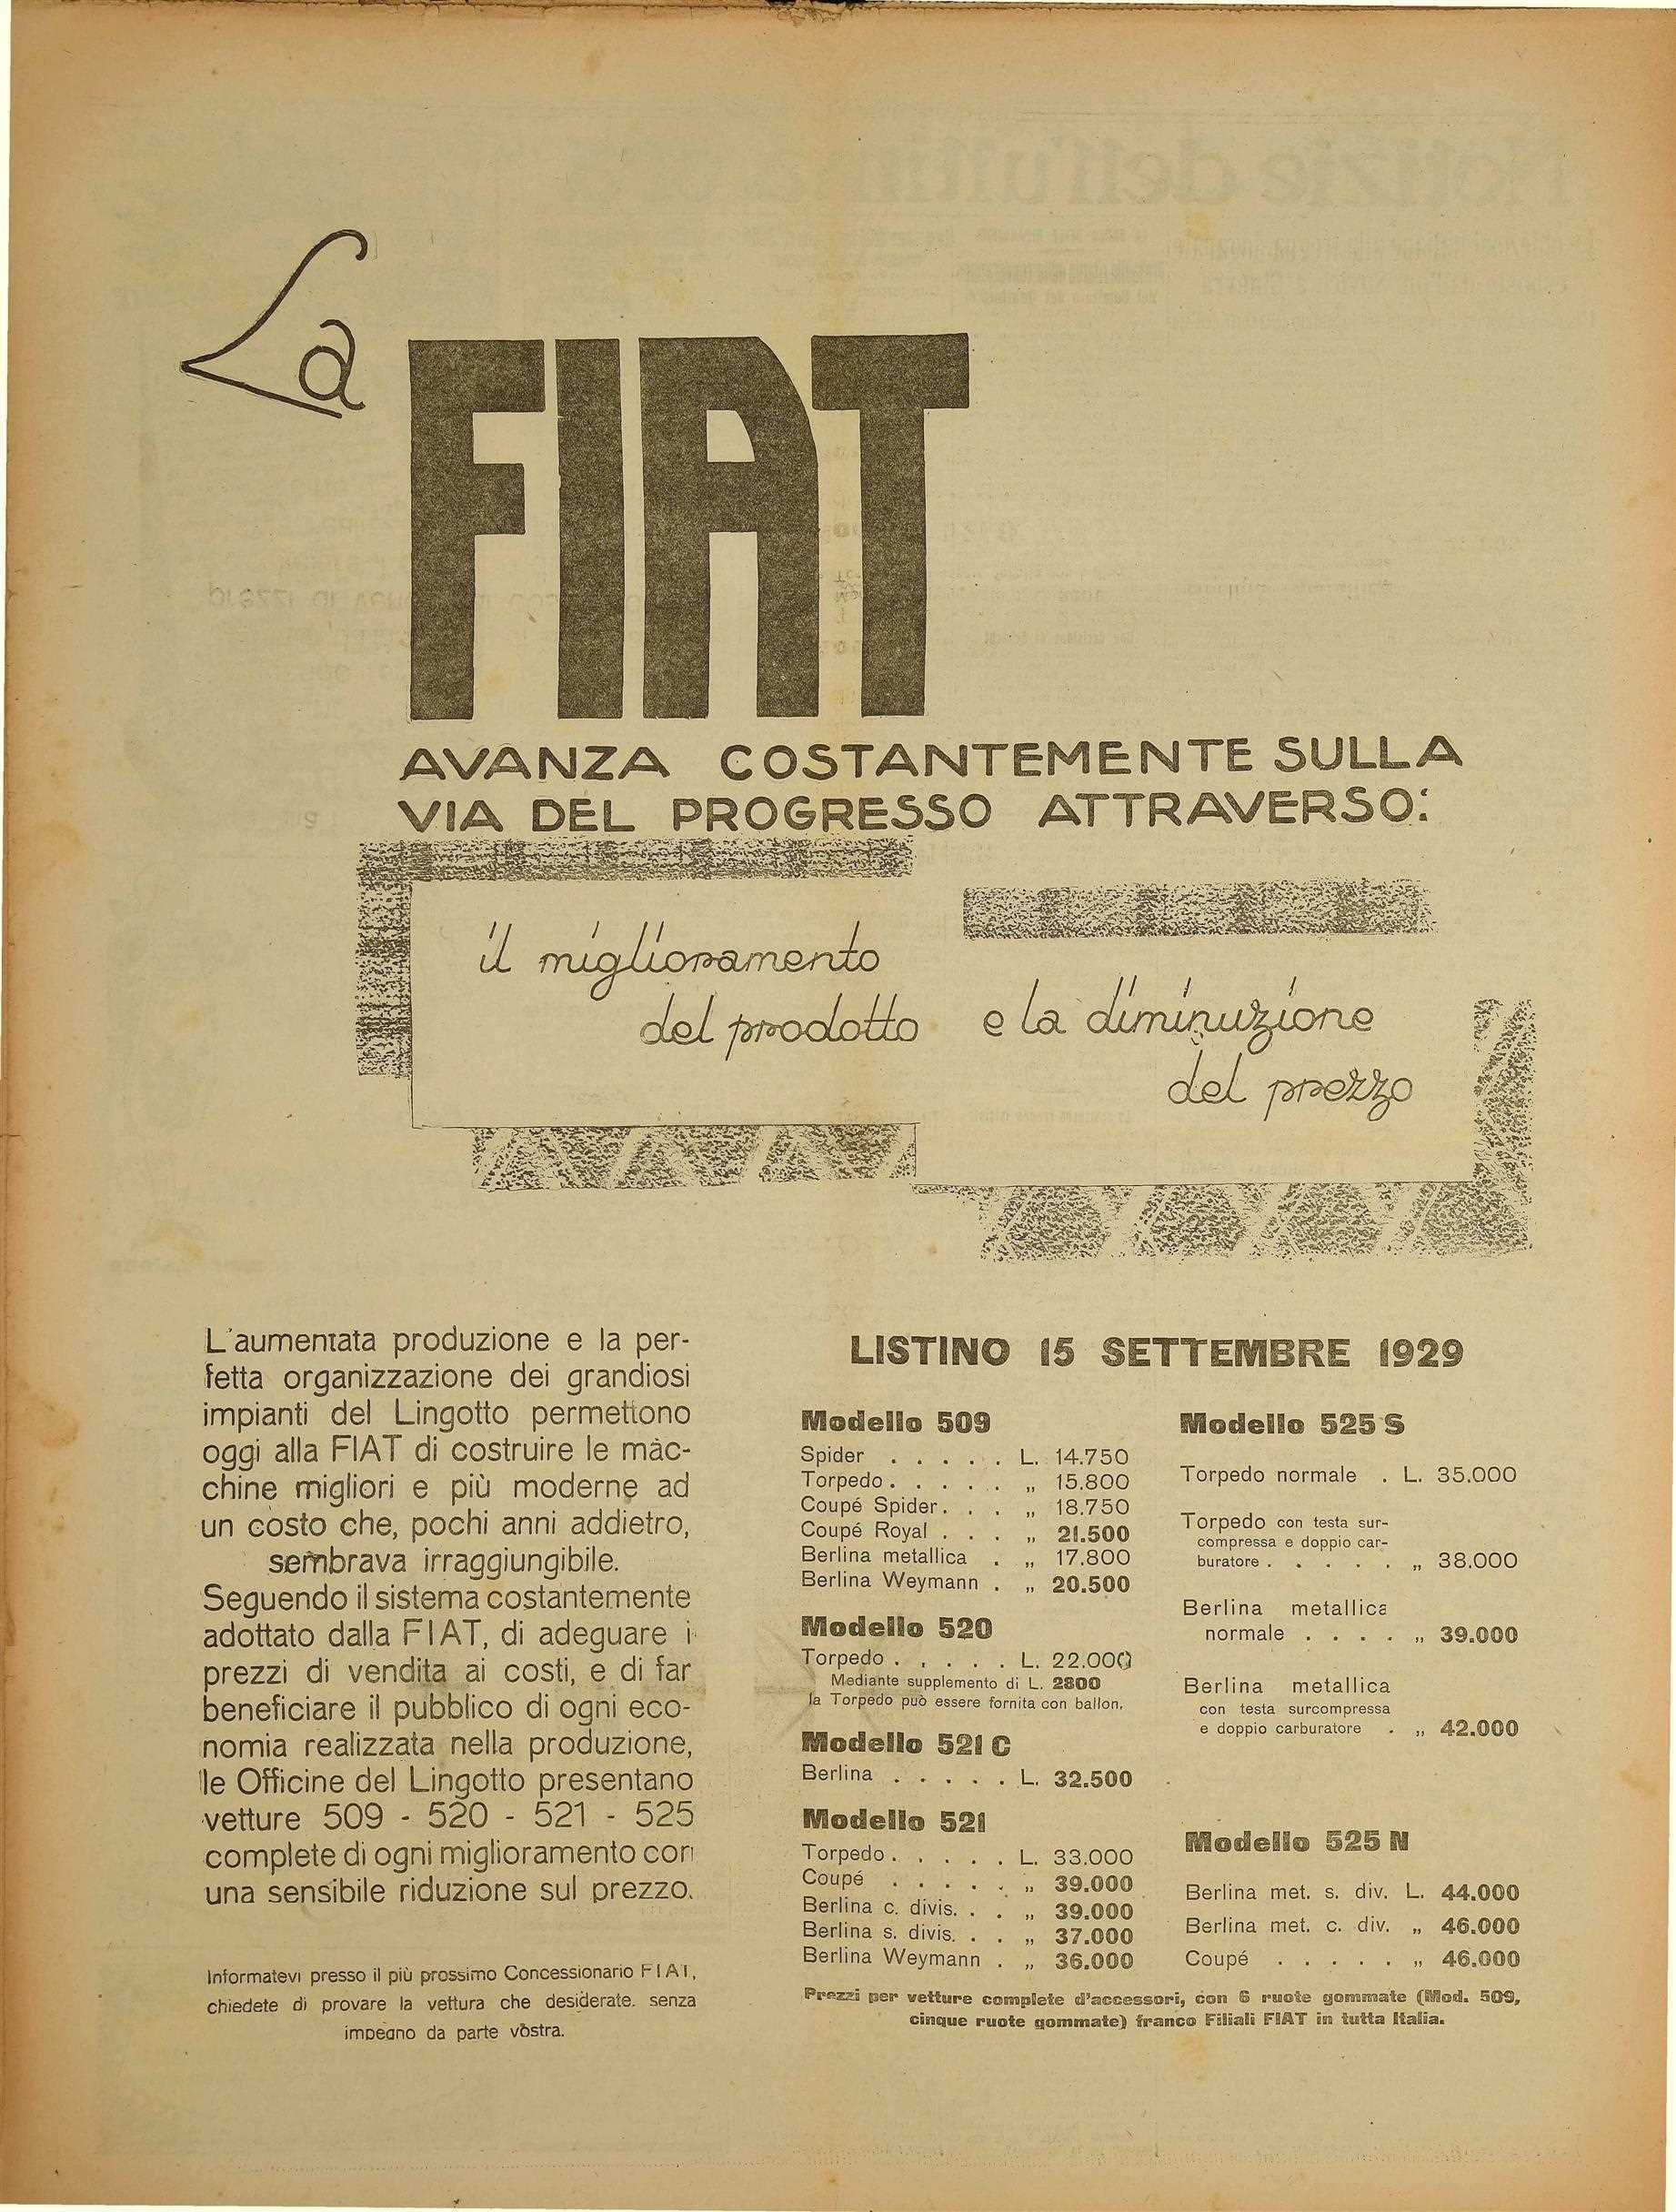 La
FIAT
AVANZA COSTANTEMENTE SULLA
VIA DEL PROGRESSO ATTRAVERSO:
il miglioramento
del prodotto
e la diminuzione
del prezzo
L'aumentata produzione e la per-
fetta organizzazione dei grandiosi
impianti del Lingotto permettono
oggi alla FIAT di costruire le mac-
chine migliori e più moderne ad
un costo che, pochi anni addietro,
sembrava irraggiungibile.
Seguendo il sistema costantemente
adottato dalla FIAT, di adeguare i
prezzi di vendita ai costi, e di far
beneficiare il pubblico di ogni eco-
nomia realizzata nella produzione,
le Officine del Lingotto presentano
vetture 509 - 520 - 521 - 525
complete di ogni miglioramento con
una sensibile riduzione sul prezzo.
Informatevi presso il più prossimo Concessionario FIAT,
chiedete di provare la vettura che desiderate, senza
impegno da parte vostra.
LISTINO 15 SETTEMBRE 1929
Modello 509
Spider . . . . . L. 14.750
Torpedo . . . . . „ 15.800
Coupé Spider . . . „ 18.750
Coupé Royal . . . „ 21.500
Berlina metallica . „ 17.800
Berlina Weymann . „ 20.500
Modello 520
Torpedo . . . . . L. 22.000
Mediante supplemento di L. 2800
la Torpedo può essere fornita con ballon.
Modello 521 C
Berlina . . . . . L. 32.500
Modello 521
Torpedo . . . . . L. 33.000
Coupé . . . . . „ 39.000
Berlina c. divis. . . „ 39.000
Berlina s. divis. . . „ 37.000
Berlina Weymann . „ 36.000
Modello 525 S
Torpedo normale . L. 35.000
Torpedo con testa sur-
compressa e doppio car-
buratore . . . . . „ 38.000
Berlina metallica
normale . . . . „ 39.000
Berlina metallica
con testa surcompressa
e doppio carburatore . „ 42.000
Modello 525 N
Berlina met. s. div. L. 44.000
Berlina met. c. div. „ 46.000
Coupé . . . . . „ 46.000
Prezzi per vetture complete d'accessori, con 6 ruote gommate (Mod. 509,
cinque ruote gommate) franco Filiali FIAT in tutta Italia.